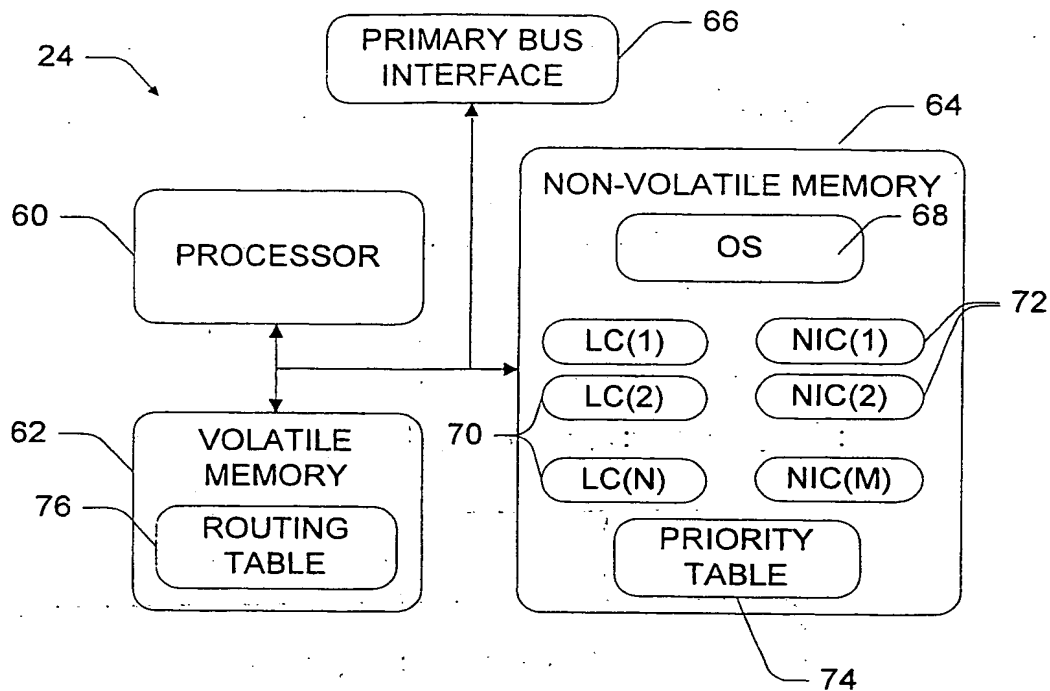 24
PRIMARY BUS
INTERFACE
66
64
60
PROCESSOR
NON-VOLATILE MEMORY
OS
68
72
LC(1)
NIC(1)
LC(2)
NIC(2)
70
:
:
LC(N)
NIC(M)
62
VOLATILE
MEMORY
76
ROUTING
TABLE
PRIORITY
TABLE
74